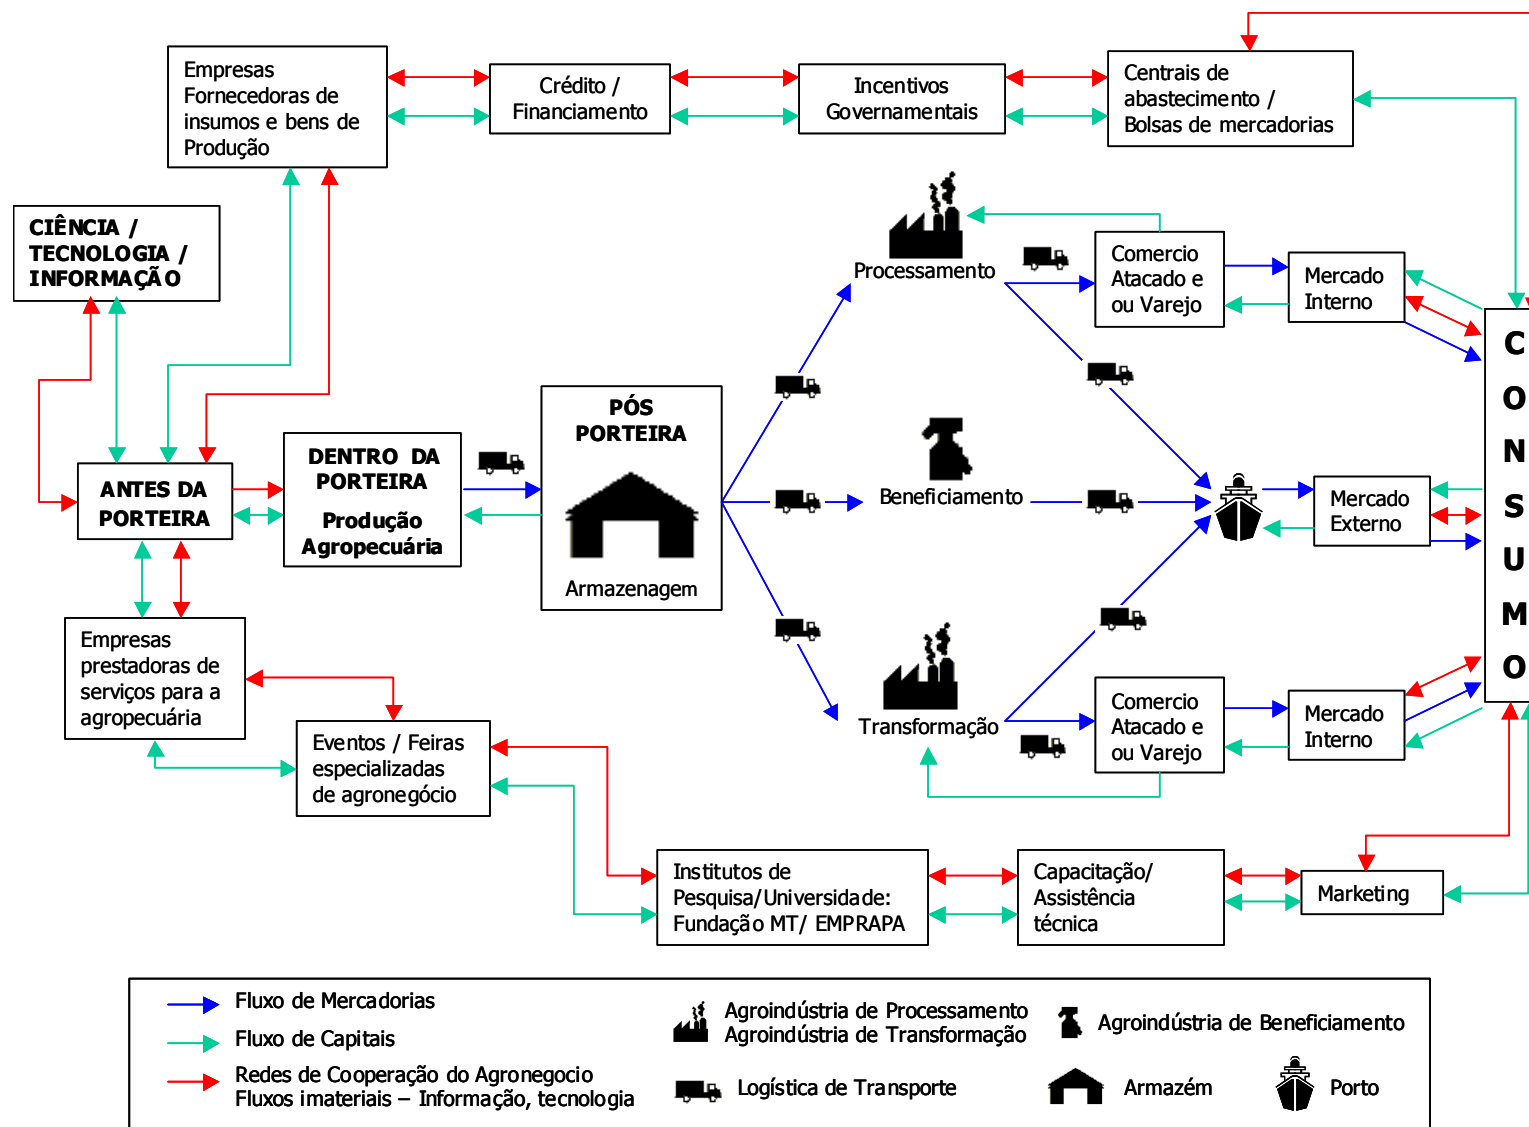 Empresas
Fornecedoras de
insumos e bens de
Produção
Crédito /
Financiamento
Incentivos
Governamentais
Centrais de
abastecimento /
Bolsas de mercadorias
CIÊNCIA /
TECNOLOGIA /
INFORMAÇÃO
Processamento
Comercio
Atacado e
ou Varejo
Mercado
Interno
ANTES DA
PORTEIRA
DENTRO DA
PORTEIRA
Produção
Agropecuária
PÓS
PORTEIRA
Armazenagem
Beneficiamento
Mercado
Externo
C
O
N
S
U
M
O
Empresas
prestadoras de
serviços para a
agropecuária
Transformação
Comercio
Atacado e
ou Varejo
Mercado
Interno
Eventos / Feiras
especializadas
de agronegócio
Institutos de
Pesquisa/Universidade:
Fundação MT/ EMPRAPA
Capacitação/
Assistência
técnica
Marketing
Fluxo de Mercadorias
Fluxo de Capitais
Redes de Cooperação do Agronegocio
Fluxos imateriais – Informação, tecnologia
Agroindústria de Processamento
Agroindústria de Transformação
Logística de Transporte
Agroindústria de Beneficiamento
Armazém
Porto